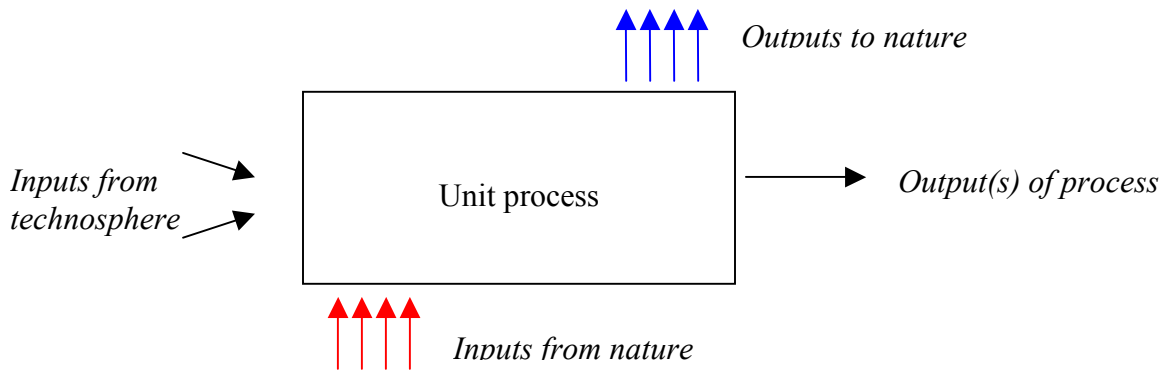 Outputs to nature
Inputs from
technosphere
Unit process
Output(s) of process
Inputs from nature